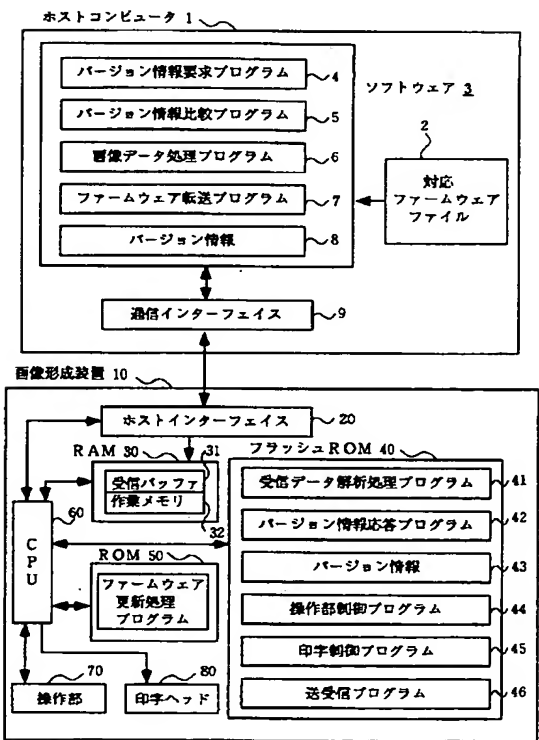 ホストコンピュータ 1
ソフトウェア 3
バージョン情報要求プログラム 4
バージョン情報比較プログラム 5
画像データ処理プログラム 6
ファームウェア転送プログラム 7
バージョン情報 8
2
対応
ファームウェア
ファイル
通信インターフェイス 9
画像形成装置 10
ホストインターフェイス 20
RAM 30
31
受信バッファ
作業メモリ
32
60
CPU
ROM 50
ファームウェア
更新処理
プログラム
70
操作部
80
印字ヘッド
フラッシュROM 40
受信データ解析処理プログラム 41
バージョン情報応答プログラム 42
バージョン情報 43
操作部制御プログラム 44
印字制御プログラム 45
送受信プログラム 46